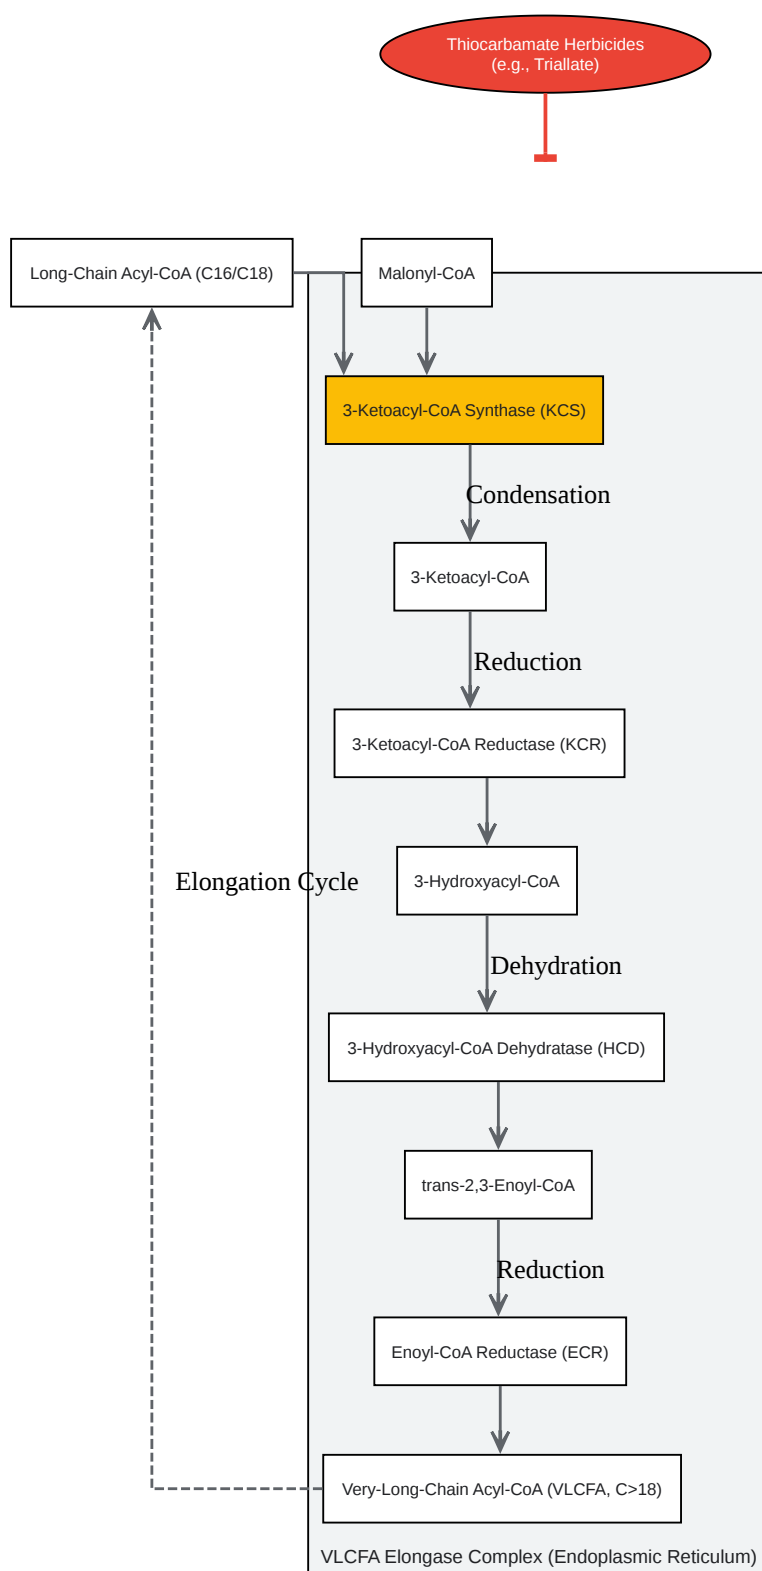 Thiocarbamate Herbicides
(e.g., Triallate)
Long-Chain Acyl-CoA (C16/C18)
Malonyl-CoA
3-Ketoacyl-CoA Synthase (KCS)
Condensation
3-Ketoacyl-CoA
Reduction
3-Ketoacyl-CoA Reductase (KCR)
Elongation Cycle
3-Hydroxyacyl-CoA
Dehydration
3-Hydroxyacyl-CoA Dehydratase (HCD)
trans-2,3-Enoyl-CoA
Reduction
Enoyl-CoA Reductase (ECR)
Very-Long-Chain Acyl-CoA (VLCFA, C>18)
VLCFA Elongase Complex (Endoplasmic Reticulum)